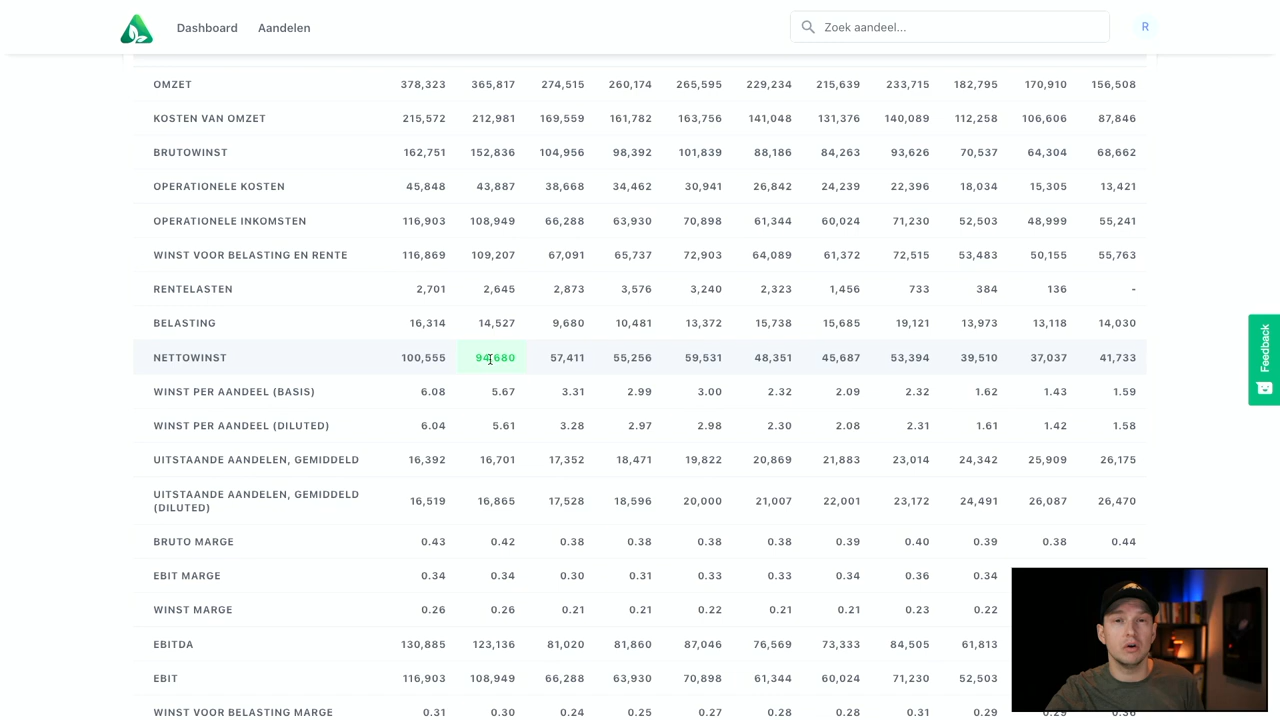 Dashboard Aandelen Zoek aandeel... R
OMZET 378,323 365,817 274,515 260,174 265,595 229,234 215,639 233,715 182,795 170,910 156,508
KOSTEN VAN OMZET 215,572 212,981 169,559 161,782 163,756 141,048 131,376 140,089 112,258 106,606 87,846
BRUTOWINST 162,751 152,836 104,956 98,392 101,839 88,186 84,263 93,626 70,537 64,304 68,662
OPERATIONELE KOSTEN 45,848 43,887 38,668 34,462 30,941 26,842 24,239 22,396 18,034 15,305 13,421
OPERATIONELE INKOMSTEN 116,903 108,949 66,288 63,930 70,898 61,344 60,024 71,230 52,503 48,999 55,241
WINST VOOR BELASTING EN RENTE 116,869 109,207 67,091 65,737 72,903 64,089 61,372 72,515 53,483 50,155 55,763
RENTELASTEN 2,701 2,645 2,873 3,576 3,240 2,323 1,456 733 384 136 -
BELASTING 16,314 14,527 9,680 10,481 13,372 15,738 15,685 19,121 13,973 13,118 14,030
NETTOWINST 100,555 94,680 57,411 55,256 59,531 48,351 45,687 53,394 39,510 37,037 41,733
WINST PER AANDEEL (BASIS) 6.08 5.67 3.31 2.99 3.00 2.32 2.09 2.32 1.62 1.43 1.59
WINST PER AANDEEL (DILUTED) 6.04 5.61 3.28 2.97 2.98 2.30 2.08 2.31 1.61 1.42 1.58
UITSTAANDE AANDELEN, GEMIDDELD 16,392 16,701 17,352 18,471 19,822 20,869 21,883 23,014 24,342 25,909 26,175
UITSTAANDE AANDELEN, GEMIDDELD
(DILUTED) 16,519 16,865 17,528 18,596 20,000 21,007 22,001 23,172 24,491 26,087 26,470
BRUTO MARGE 0.43 0.42 0.38 0.38 0.38 0.38 0.39 0.40 0.39 0.38 0.44
EBIT MARGE 0.34 0.34 0.30 0.31 0.33 0.33 0.34 0.36 0.34
WINST MARGE 0.26 0.26 0.21 0.21 0.22 0.21 0.21 0.23 0.22
EBITDA 130,885 123,136 81,020 81,860 87,046 76,569 73,333 84,505 61,813
EBIT 116,903 108,949 66,288 63,930 70,898 61,344 60,024 71,230 52,503
WINST VOOR BELASTING MARGE 0.31 0.30 0.24 0.25 0.27 0.28 0.28 0.31 0.29
Feedback